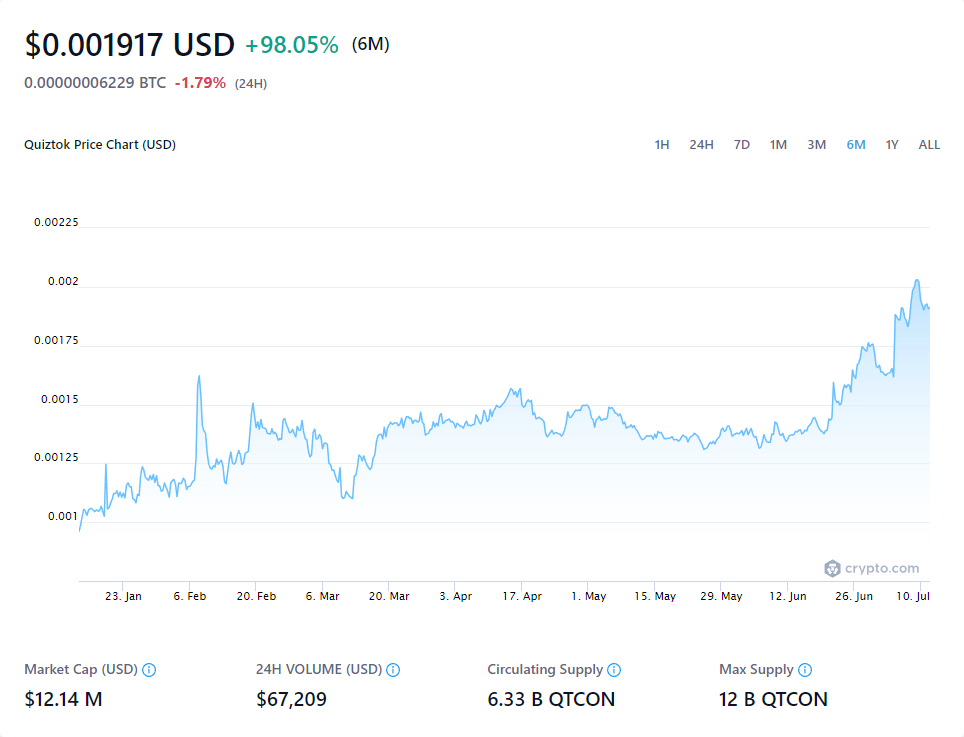 $0.001917 USD +98.05% (6M)
0.00000006229 BTC -1.79% (24H)
Quiztok Price Chart (USD) 1H 24H 7D 1M 3M 6M 1Y ALL
0.00225
0.002
0.00175
0.0015
0.00125
0.001
crypto.com
23. Jan 6. Feb 20. Feb 6. Mar 20. Mar 3. Apr 17. Apr 1. May 15. May 29. May 12. Jun 26. Jun 10. Jul
Market Cap (USD) 24H VOLUME (USD) Circulating Supply Max Supply
$12.14 M $67,209 6.33 B QTCON 12 B QTCON